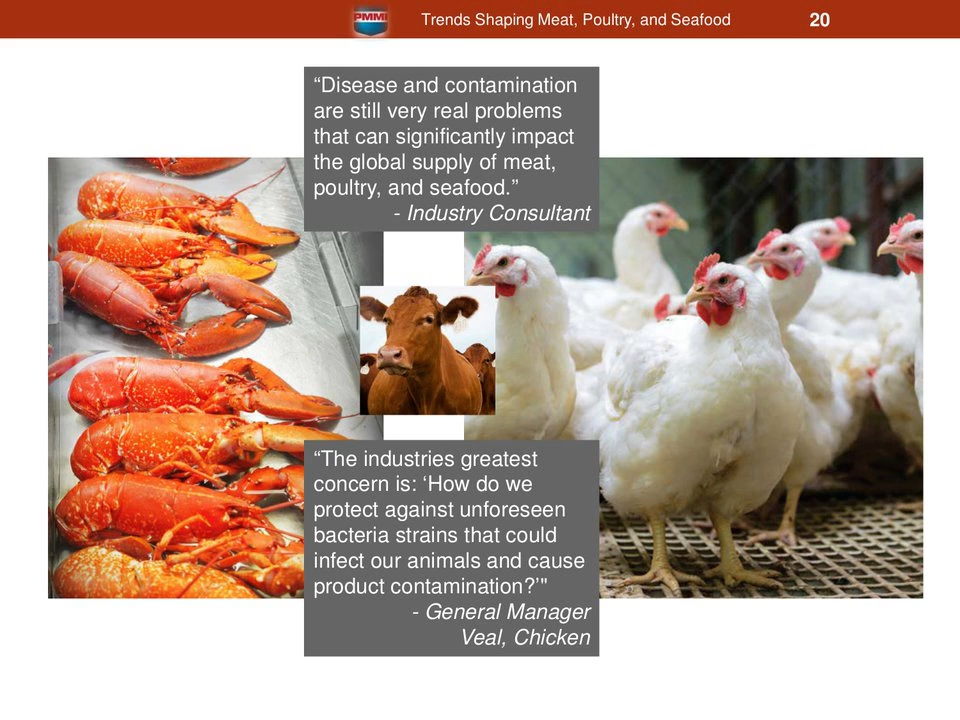 PMMI
Trends Shaping Meat, Poultry, and Seafood
20
“Disease and contamination
are still very real problems
that can significantly impact
the global supply of meat,
poultry, and seafood.”
- Industry Consultant
“The industries greatest
concern is: ‘How do we
protect against unforeseen
bacteria strains that could
infect our animals and cause
product contamination?’"
- General Manager
Veal, Chicken